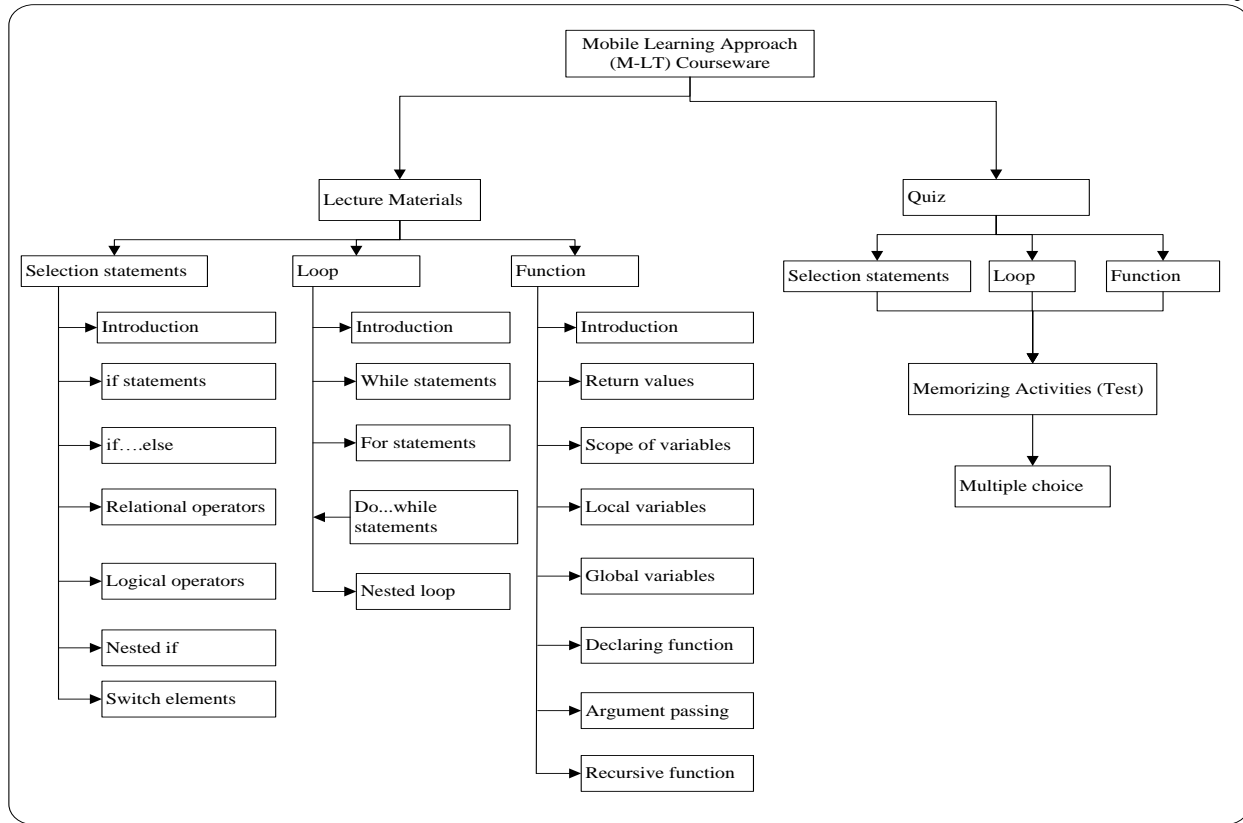 Mobile Learning Approach
(M-LT) Courseware
Lecture Materials
Quiz
Selection statements
Loop
Function
Selection statements
Loop
Function
Introduction
if statements
if….else
Relational operators
Logical operators
Nested if
Switch elements
Introduction
While statements
For statements
Do...while
statements
Nested loop
Introduction
Return values
Scope of variables
Local variables
Global variables
Declaring function
Argument passing
Recursive function
Memorizing Activities (Test)
Multiple choice